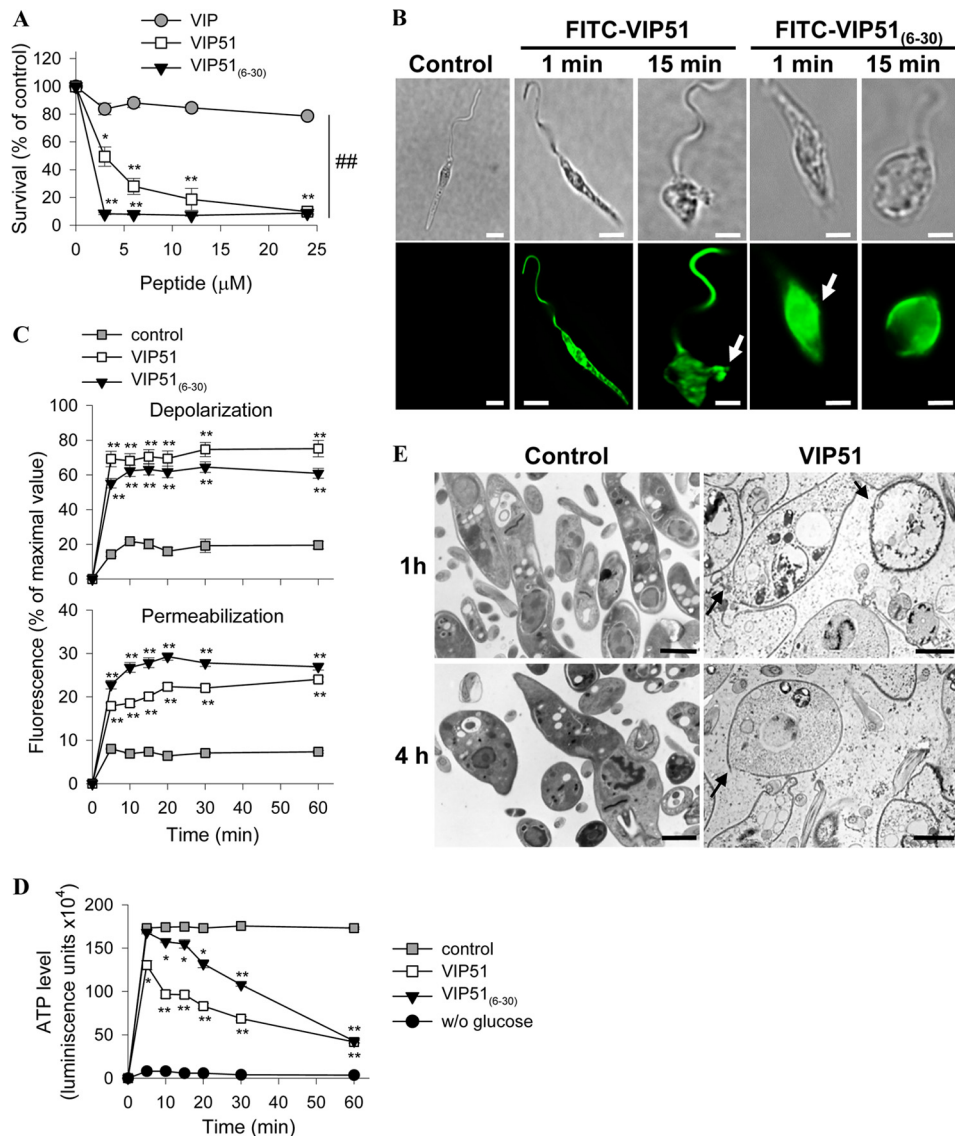 A
VIP
VIP51
VIP51(6-30)
Survival (% of control)
120
100
80
60
40
20
0
*
**
**
**
**
**
##
0 5 10 15 20 25
Peptide (µM)
B
FITC-VIP51 FITC-VIP51(6-30)
Control 1 min 15 min 1 min 15 min
C
control
VIP51
VIP51(6-30)
Fluorescence (% of maximal value)
Depolarization
100
80
60
40
20
0
** ** ** ** ** **
** ** ** ** ** **
Permeabilization
40
30
20
10
0
** ** ** ** ** **
** ** ** ** ** **
0 10 20 30 40 50 60
Time (min)
D
ATP level
(luminiscence units x10⁴)
200
150
100
50
0
* * * ** **
* ** ** ** ** **
0 10 20 30 40 50 60
Time (min)
control
VIP51
VIP51(6-30)
w/o glucose
E
Control VIP51
1h
4 h